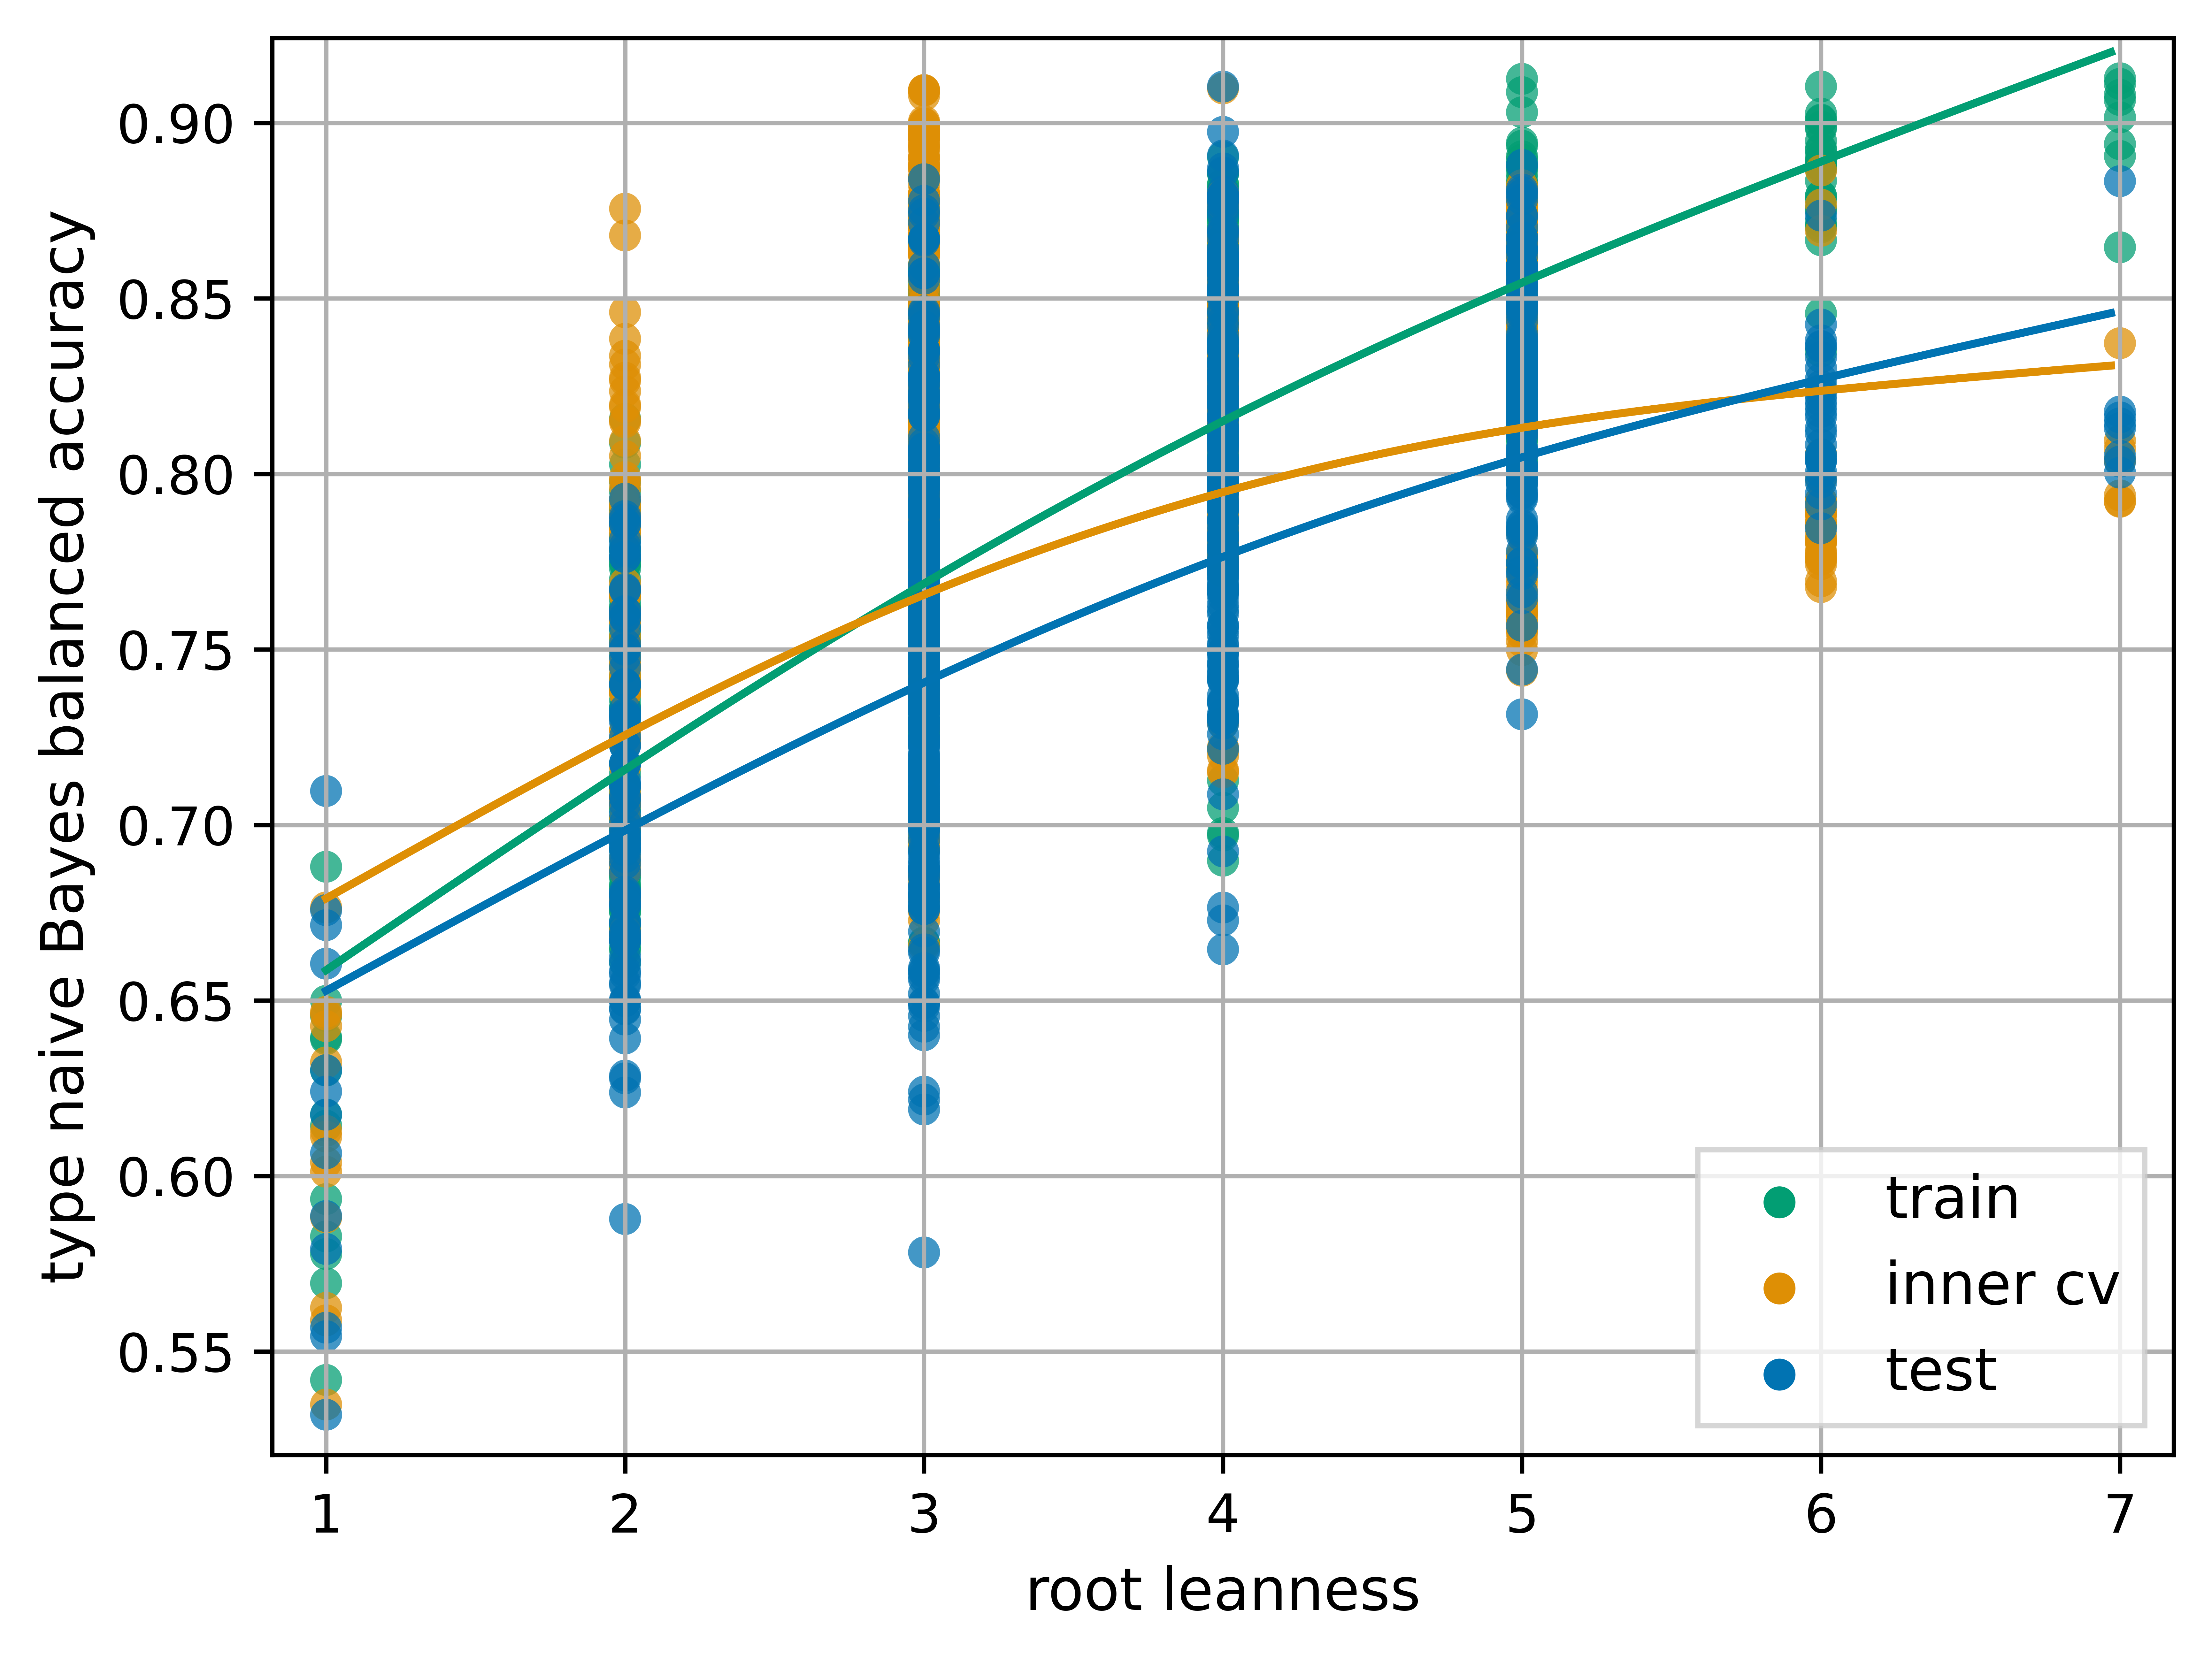 type naive Bayes balanced accuracy
0.90
0.85
0.80
0.75
0.70
0.65
0.60
0.55
train
inner cv
test
1 2 3 4 5 6 7
root leanness